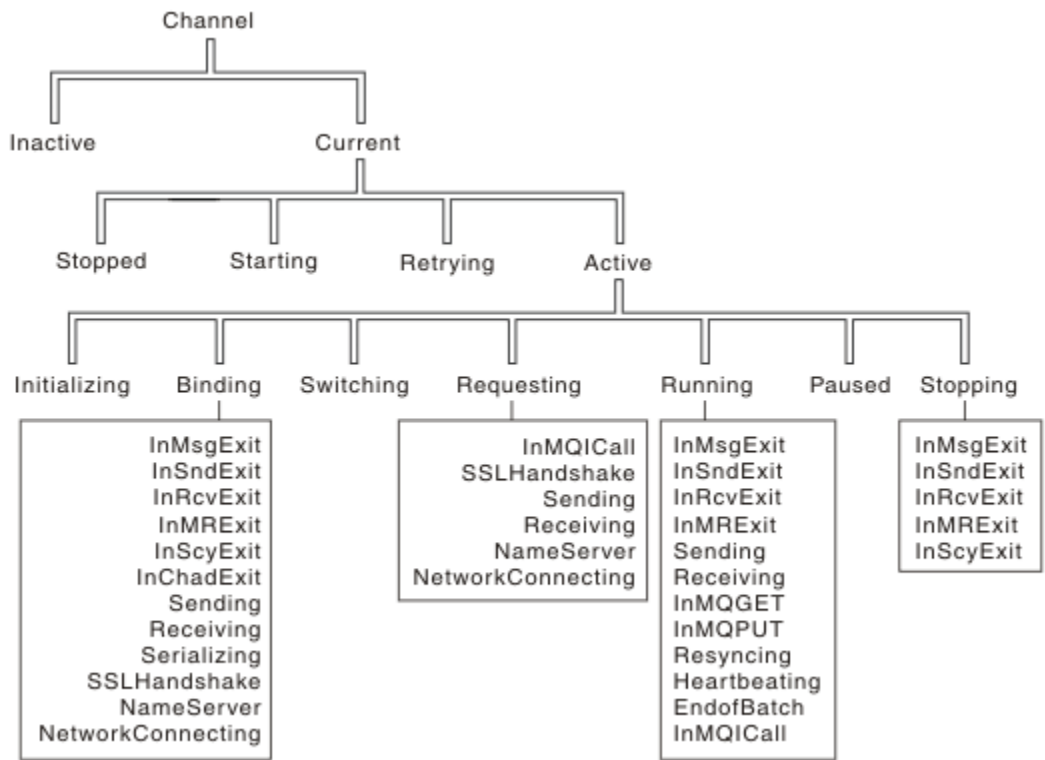 Channel
Inactive
Current
Stopped
Starting
Retrying
Active
Initializing
Binding
Switching
Requesting
Running
Paused
Stopping
InMsgExit
InSndExit
InRcvExit
InMRExit
InScyExit
InChadExit
Sending
Receiving
Serializing
SSLHandshake
NameServer
NetworkConnecting
InMQICall
SSLHandshake
Sending
Receiving
NameServer
NetworkConnecting
InMsgExit
InSndExit
InRcvExit
InMRExit
Sending
Receiving
InMQGET
InMQPUT
Resyncing
Heartbeating
EndofBatch
InMQICall
InMsgExit
InSndExit
InRcvExit
InMRExit
InScyExit